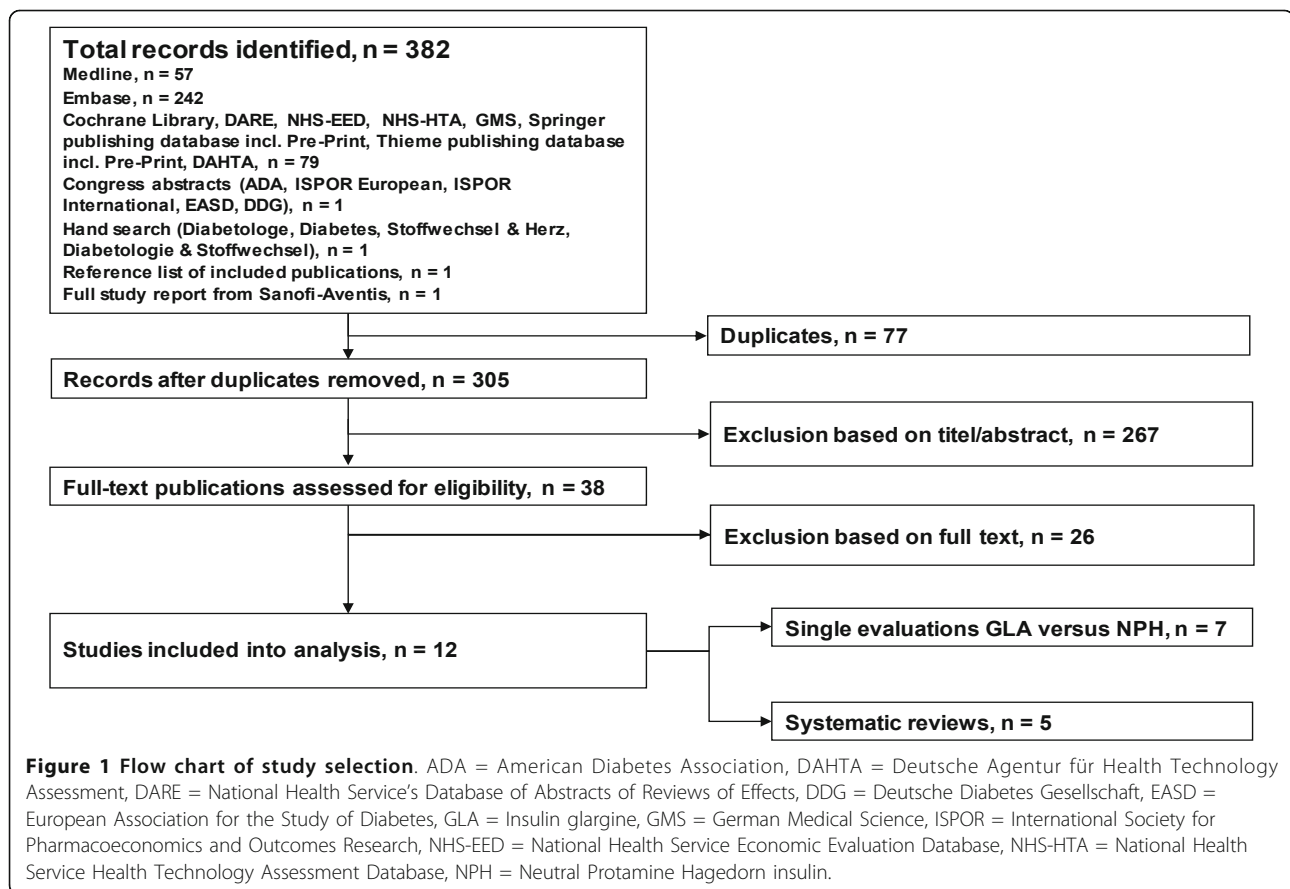 Total records identified, n = 382
Medline, n = 57
Embase, n = 242
Cochrane Library, DARE, NHS-EED, NHS-HTA, GMS, Springer
publishing database incl. Pre-Print, Thieme publishing database
incl. Pre-Print, DAHTA, n = 79
Congress abstracts (ADA, ISPOR European, ISPOR
International, EASD, DDG), n = 1
Hand search (Diabetologe, Diabetes, Stoffwechsel & Herz,
Diabetologie & Stoffwechsel), n = 1
Reference list of included publications, n = 1
Full study report from Sanofi-Aventis, n = 1
Duplicates, n = 77
Records after duplicates removed, n = 305
Exclusion based on titel/abstract, n = 267
Full-text publications assessed for eligibility, n = 38
Exclusion based on full text, n = 26
Single evaluations GLA versus NPH, n = 7
Studies included into analysis, n = 12
Systematic reviews, n = 5
Figure 1 Flow chart of study selection. ADA = American Diabetes Association, DAHTA = Deutsche Agentur für Health Technology
Assessment, DARE = National Health Service's Database of Abstracts of Reviews of Effects, DDG = Deutsche Diabetes Gesellschaft, EASD =
European Association for the Study of Diabetes, GLA = Insulin glargine, GMS = German Medical Science, ISPOR = International Society for
Pharmacoeconomics and Outcomes Research, NHS-EED = National Health Service Economic Evaluation Database, NHS-HTA = National Health
Service Health Technology Assessment Database, NPH = Neutral Protamine Hagedorn insulin.